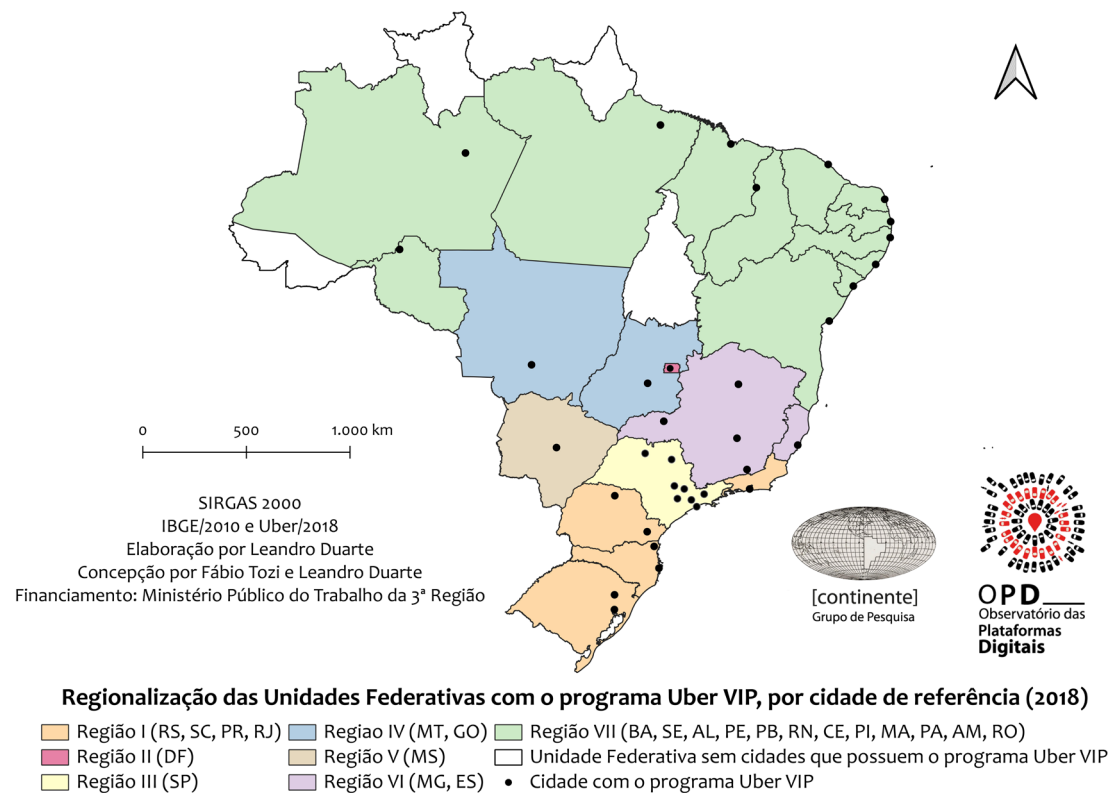 0 500 1.000 km
SIRGAS 2000
IBGE/2010 e Uber/2018
Elaboração por Leandro Duarte
Concepção por Fábio Tozi e Leandro Duarte
Financiamento: Ministério Público do Trabalho da 3ª Região
[continente]
Grupo de Pesquisa
OPD
Observatório das
Plataformas
Digitais
Regionalização das Unidades Federativas com o programa Uber VIP, por cidade de referência (2018)
Região I (RS, SC, PR, RJ)
Região II (DF)
Região III (SP)
Regiao IV (MT, GO)
Região V (MS)
Região VI (MG, ES)
Região VII (BA, SE, AL, PE, PB, RN, CE, PI, MA, PA, AM, RO)
Unidade Federativa sem cidades que possuem o programa Uber VIP
Cidade com o programa Uber VIP